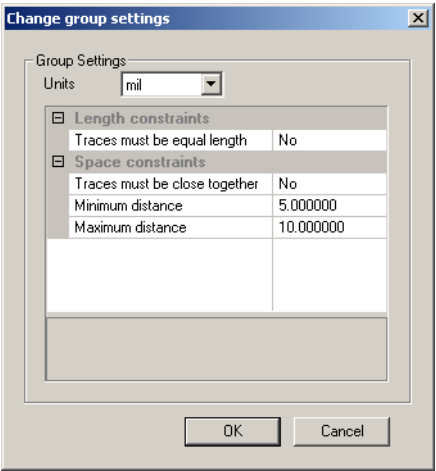 Change group settings
Group Settings
Units mil
Length constraints
Traces must be equal length No
Space constraints
Traces must be close together No
Minimum distance 5.000000
Maximum distance 10.000000
OK Cancel